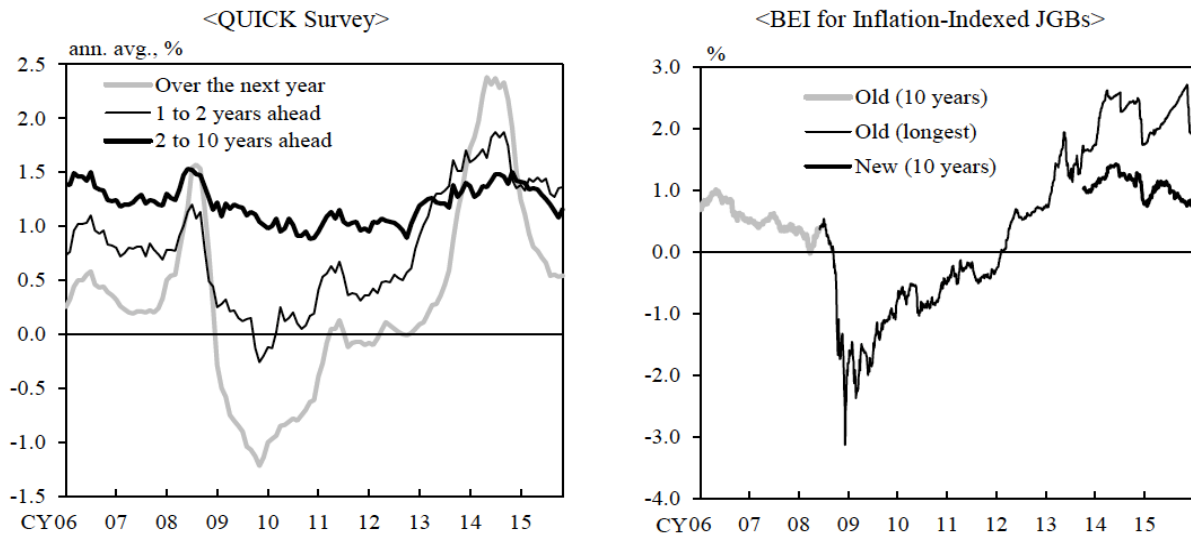 <QUICK Survey>
ann. avg., %
2.5
2.0
1.5
1.0
0.5
0.0
-0.5
-1.0
-1.5
Over the next year
1 to 2 years ahead
2 to 10 years ahead
CY06 07 08 09 10 11 12 13 14 15
<BEI for Inflation-Indexed JGBs>
%
3.0
2.0
1.0
0.0
-1.0
-2.0
-3.0
-4.0
Old (10 years)
Old (longest)
New (10 years)
CY06 07 08 09 10 11 12 13 14 15